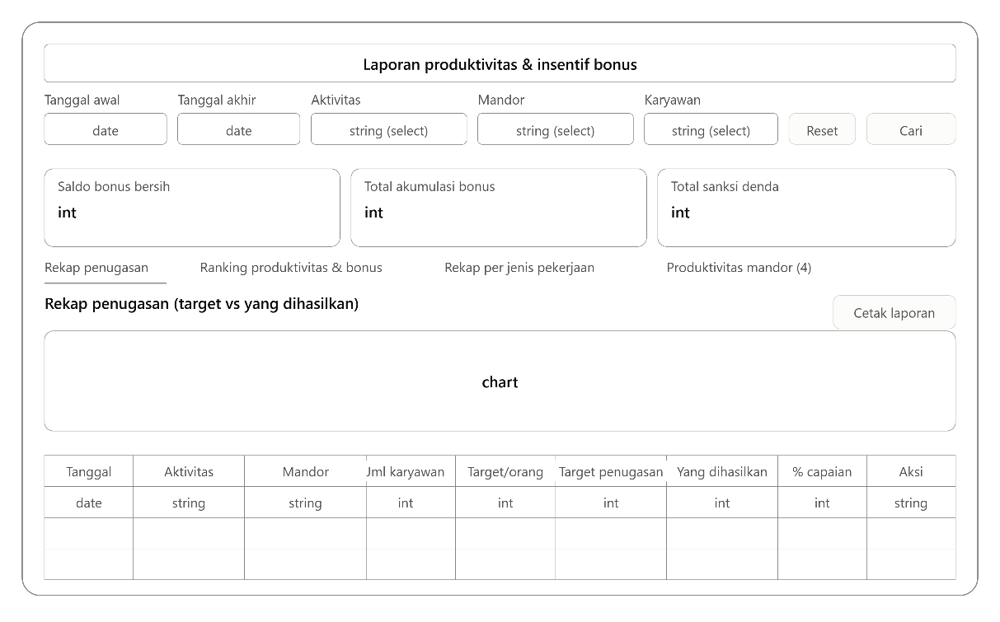 Laporan produktivitas & insentif bonus
Tanggal awal Tanggal akhir Aktivitas Mandor Karyawan
date date string (select) string (select) string (select) Reset Cari
Saldo bonus bersih Total akumulasi bonus Total sanksi denda
int int int
Rekap penugasan Ranking produktivitas & bonus Rekap per jenis pekerjaan Produktivitas mandor (4)
Rekap penugasan (target vs yang dihasilkan)
Cetak laporan
chart
Tanggal Aktivitas Mandor Jml karyawan Target/orang Target penugasan Yang dihasilkan % capaian Aksi
date string string int int int int int string